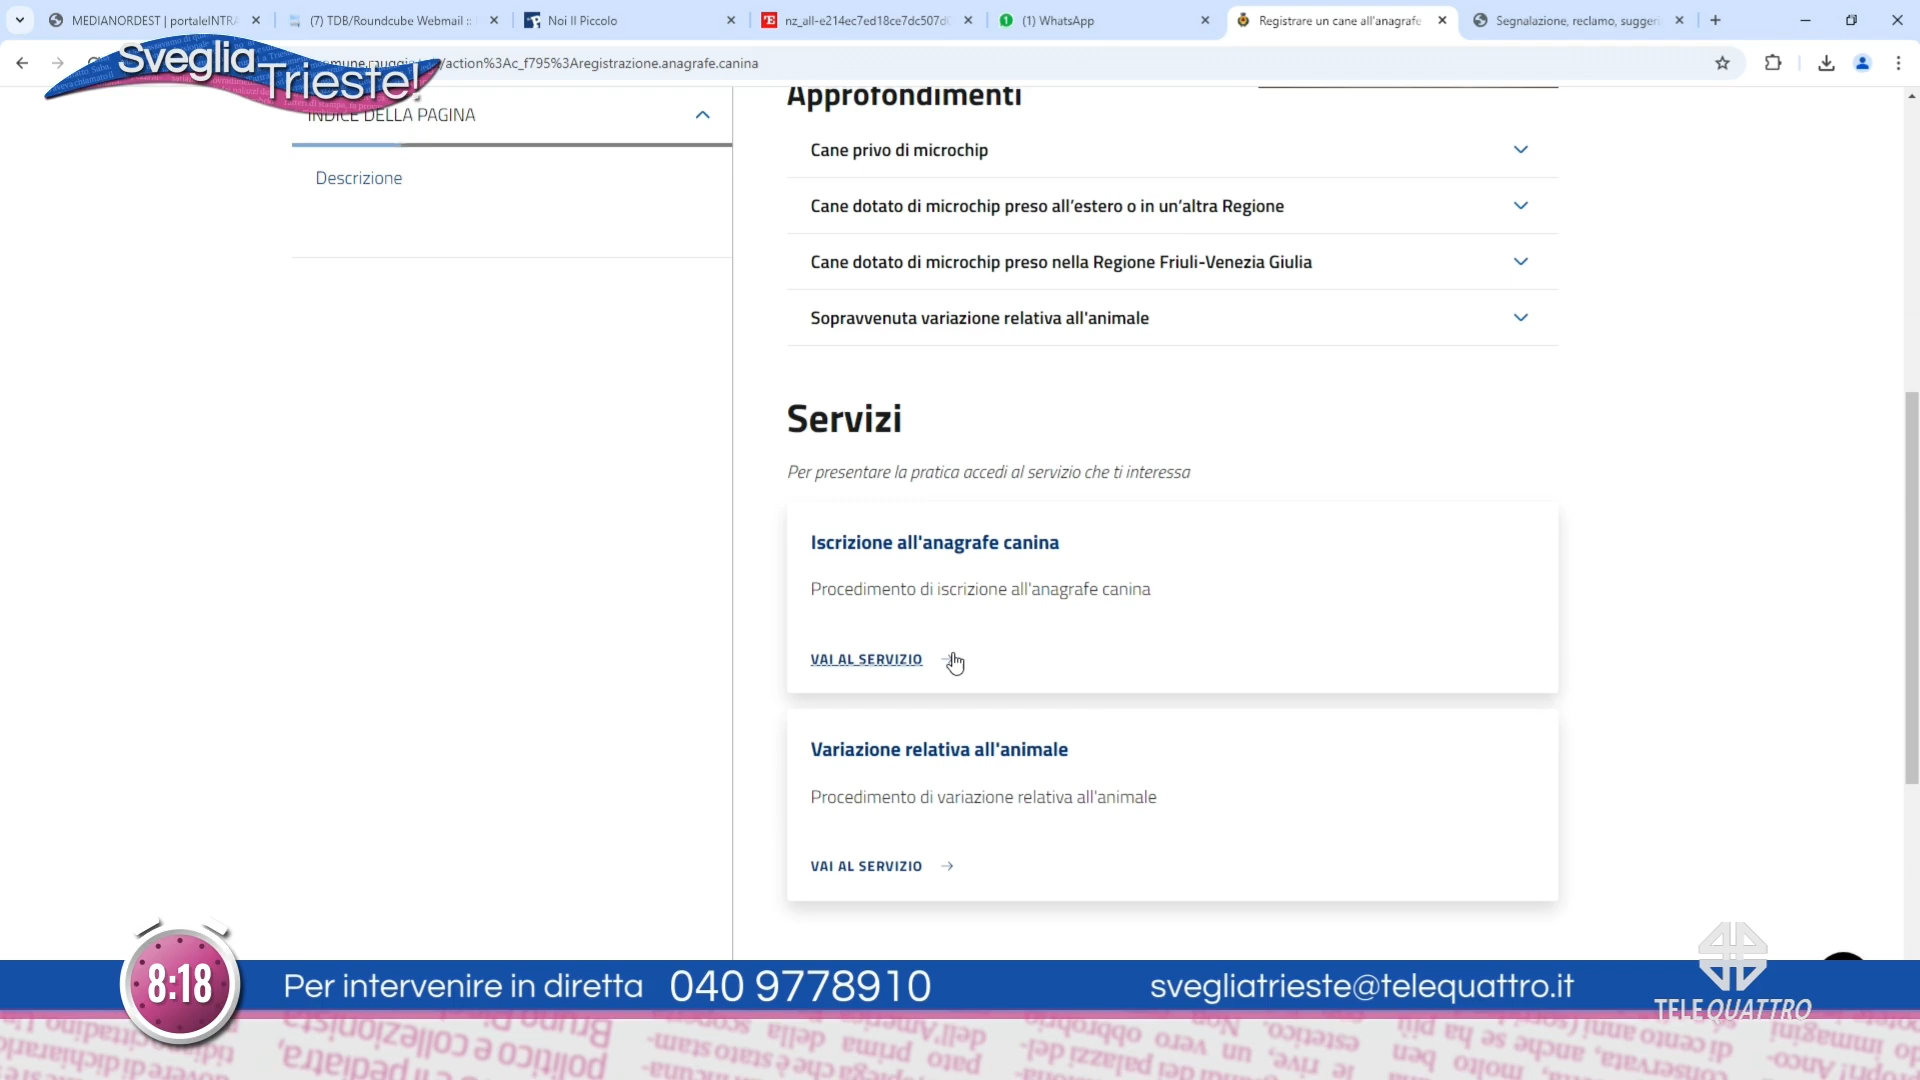 MEDIANORDEST | portaleINTRA
(7) TDB/Roundcube Webmail ::
Noi Il Piccolo
nz_all-e214ec7ed18ce7dc507d
(1) WhatsApp
Registrare un cane all'anagrafe
Segnalazione, reclamo, sugger
/action%3Ac_f795%3Aregistrazione.anagrafe.canina
Sveglia
Trieste!
INDICE DELLA PAGINA
Descrizione
Approfondimenti
Cane privo di microchip
Cane dotato di microchip preso all’estero o in un’altra Regione
Cane dotato di microchip preso nella Regione Friuli-Venezia Giulia
Sopravvenuta variazione relativa all'animale
Servizi
Per presentare la pratica accedi al servizio che ti interessa
Iscrizione all'anagrafe canina
Procedimento di iscrizione all'anagrafe canina
VAI AL SERVIZIO
Variazione relativa all'animale
Procedimento di variazione relativa all'animale
VAI AL SERVIZIO
8:18
Per intervenire in diretta 040 9778910
svegliatrieste@telequattro.it
TELEQUATTRO